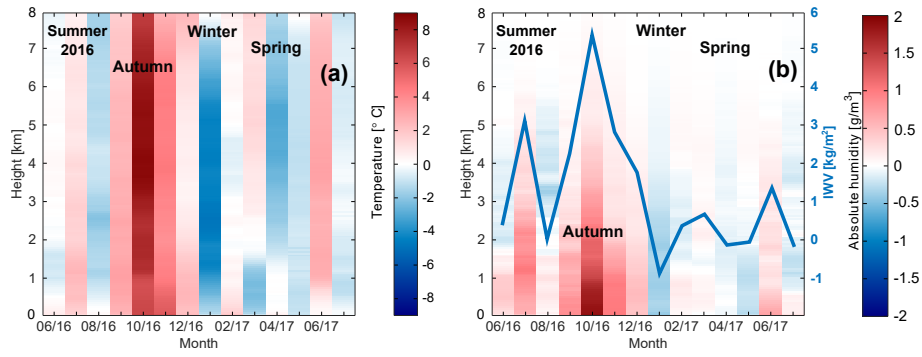 8
7
6
5
4
3
2
1
0
Height [km]
Summer
2016
Autumn
Winter
Spring
(a)
06/16 08/16 10/16 12/16 02/17 04/17 06/17
Month
8
6
4
2
0
-2
-4
-6
-8
Temperature [° C]
8
7
6
5
4
3
2
1
0
Height [km]
Summer
2016
Autumn
Winter
Spring
(b)
06/16 08/16 10/16 12/16 02/17 04/17 06/17
Month
6
5
4
3
2
1
0
-1
IWV [kg/m²]
2
1.5
1
0.5
0
-0.5
-1
-1.5
-2
Absolute humidity [g/m³]